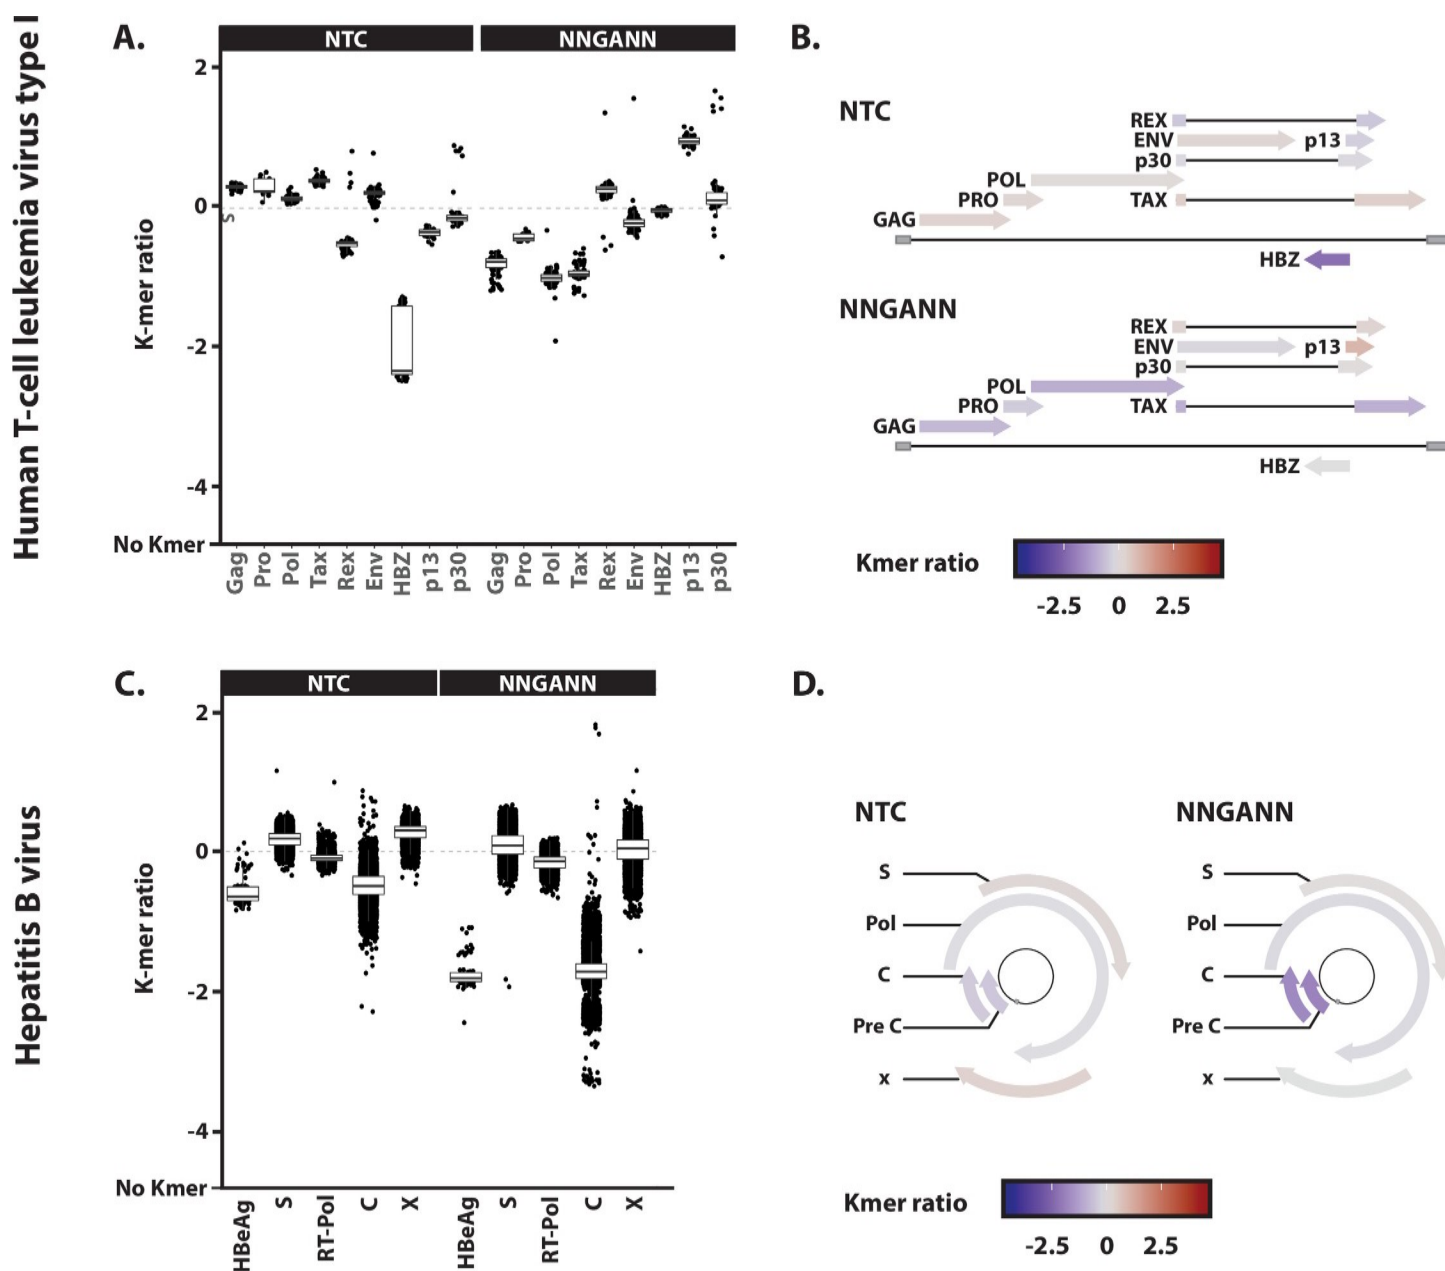 Human T-cell leukemia virus type I
A.
NTC
NNGANN
2
0
-2
-4
No Kmer
K-mer ratio
S
Gag
Pro
Pol
Tax
Rex
Env
HBZ
p13
p30
Gag
Pro
Pol
Tax
Rex
Env
HBZ
p13
p30
B.
NTC
REX
ENV
p13
p30
POL
PRO
TAX
GAG
HBZ
NNGANN
REX
ENV
p13
p30
POL
PRO
TAX
GAG
HBZ
Kmer ratio
-2.5 0 2.5
Hepatitis B virus
C.
NTC
NNGANN
2
0
-2
-4
No Kmer
K-mer ratio
HBeAg
S
RT-Pol
C
X
HBeAg
S
RT-Pol
C
X
D.
NTC
S
Pol
C
Pre C
x
NNGANN
S
Pol
C
Pre C
x
Kmer ratio
-2.5 0 2.5